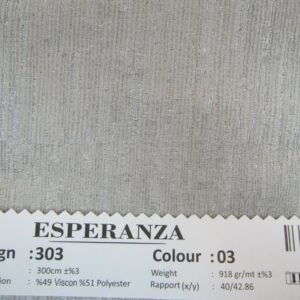 ESPERANZA
gn :303 Colour :03
: 300cm ±%3 Weight : 918 gr/mt ±%3
ion : %49 Viscon %51 Polyester Rapport (x/y) : 40/42.86